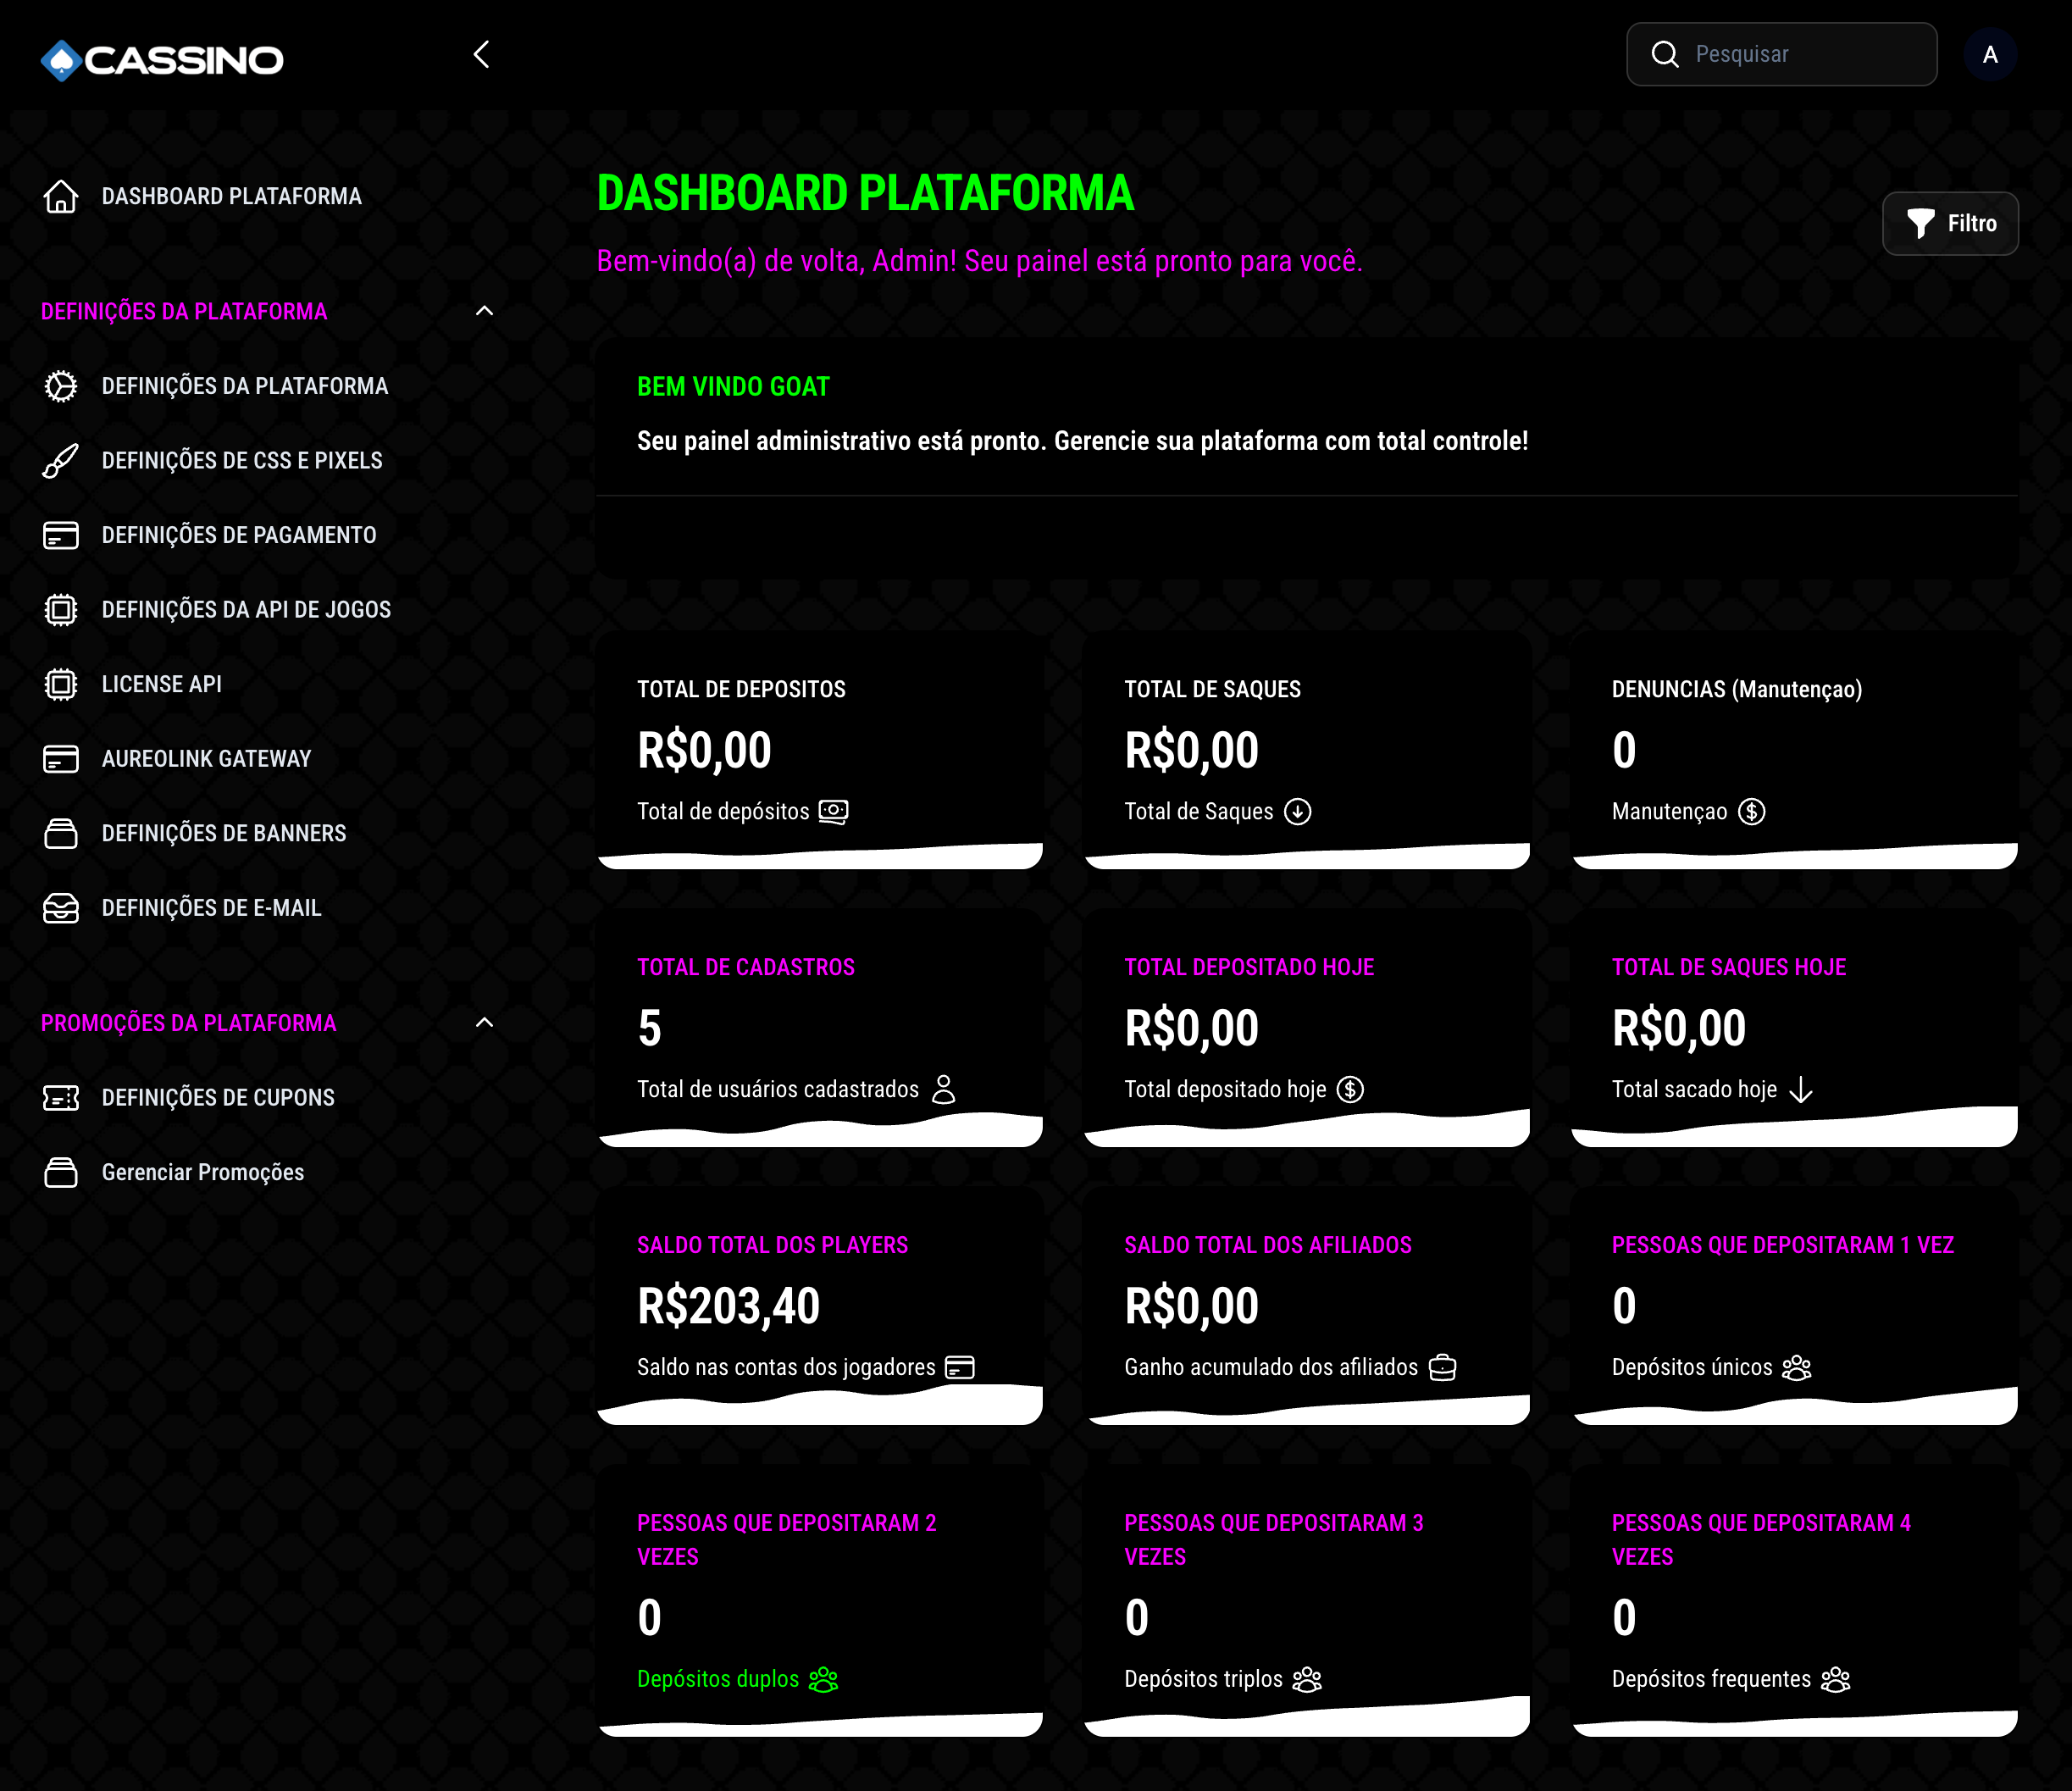 CASSINO
Pesquisar
A
DASHBOARD PLATAFORMA
DEFINIÇÕES DA PLATAFORMA
DEFINIÇÕES DA PLATAFORMA
DEFINIÇÕES DE CSS E PIXELS
DEFINIÇÕES DE PAGAMENTO
DEFINIÇÕES DA API DE JOGOS
LICENSE API
AUREOLINK GATEWAY
DEFINIÇÕES DE BANNERS
DEFINIÇÕES DE E-MAIL
PROMOÇÕES DA PLATAFORMA
DEFINIÇÕES DE CUPONS
Gerenciar Promoções
DASHBOARD PLATAFORMA
Bem-vindo(a) de volta, Admin! Seu painel está pronto para você.
Filtro
BEM VINDO GOAT
Seu painel administrativo está pronto. Gerencie sua plataforma com total controle!
TOTAL DE DEPOSITOS
R$0,00
Total de depósitos
TOTAL DE SAQUES
R$0,00
Total de Saques
DENUNCIAS (Manutençao)
0
Manutençao
TOTAL DE CADASTROS
5
Total de usuários cadastrados
TOTAL DEPOSITADO HOJE
R$0,00
Total depositado hoje
TOTAL DE SAQUES HOJE
R$0,00
Total sacado hoje
SALDO TOTAL DOS PLAYERS
R$203,40
Saldo nas contas dos jogadores
SALDO TOTAL DOS AFILIADOS
R$0,00
Ganho acumulado dos afiliados
PESSOAS QUE DEPOSITARAM 1 VEZ
0
Depósitos únicos
PESSOAS QUE DEPOSITARAM 2
VEZES
0
Depósitos duplos
PESSOAS QUE DEPOSITARAM 3
VEZES
0
Depósitos triplos
PESSOAS QUE DEPOSITARAM 4
VEZES
0
Depósitos frequentes